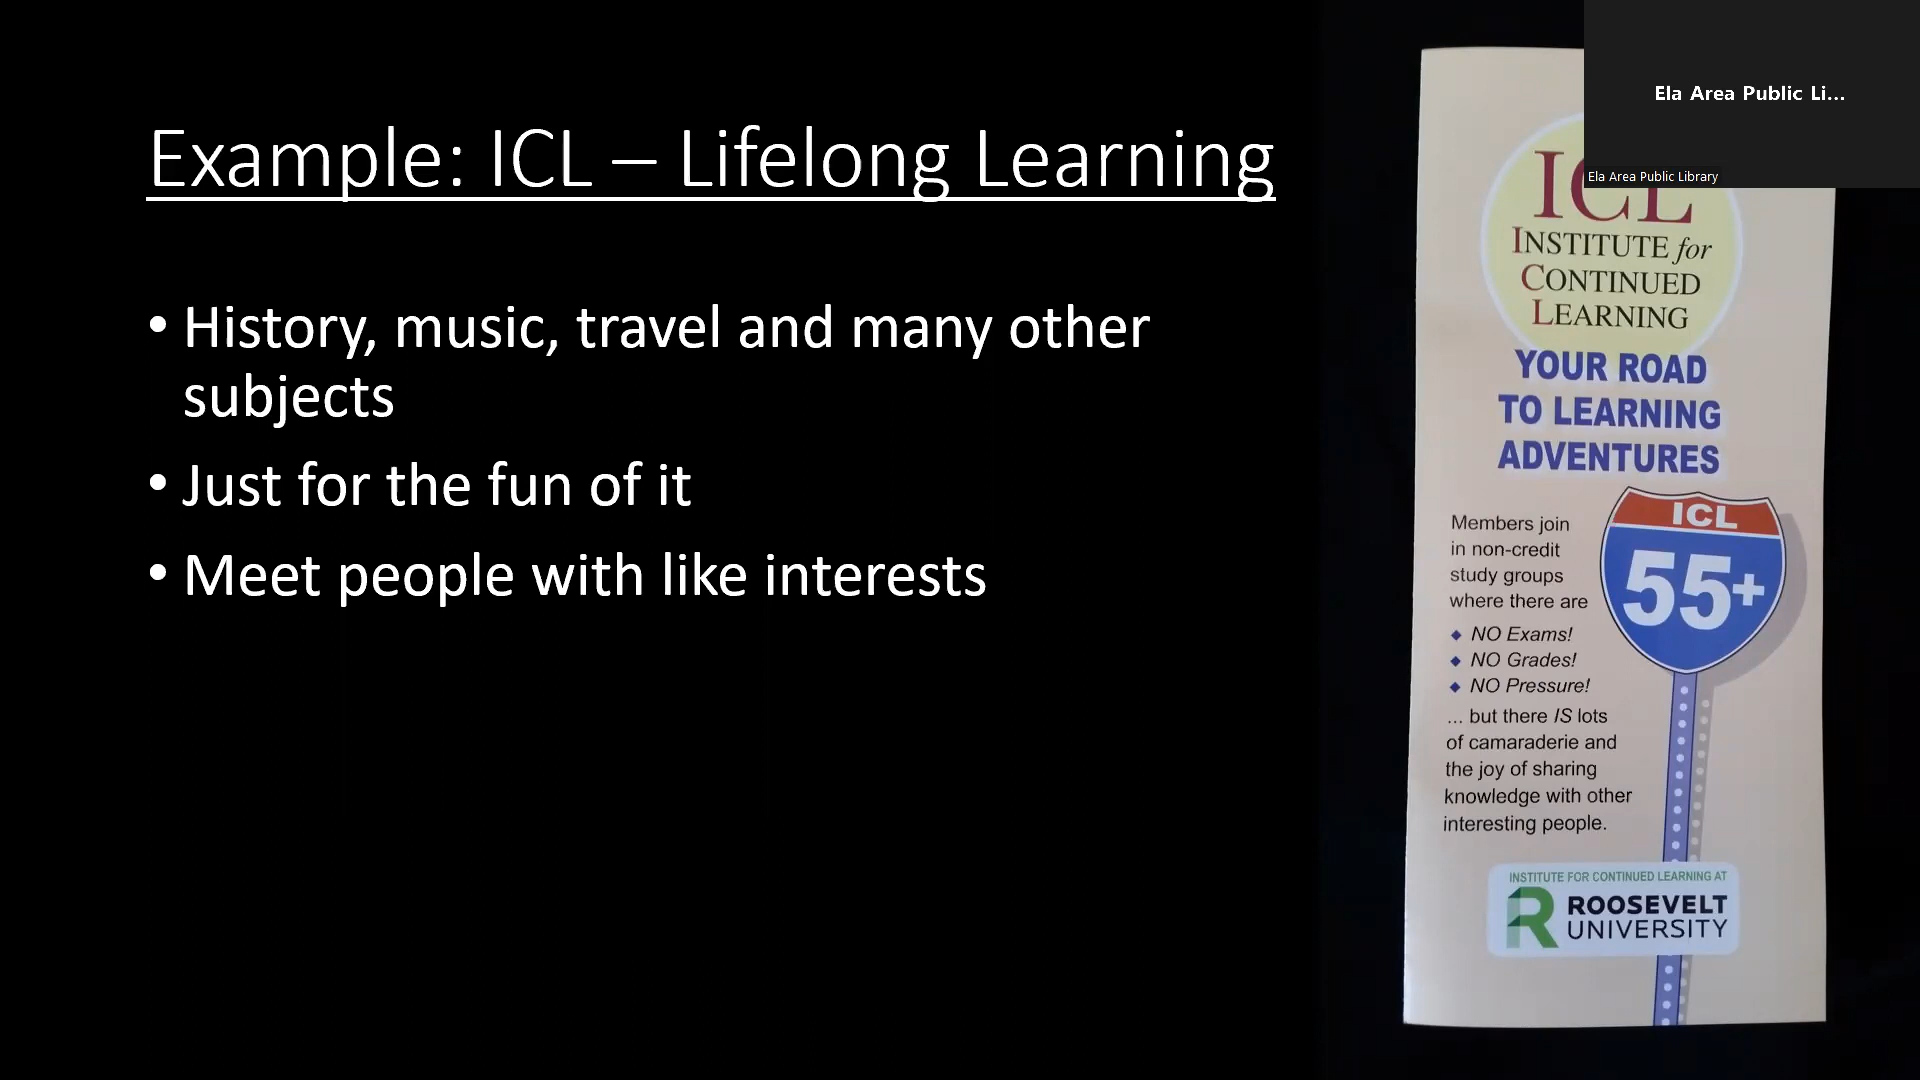 Example: ICL – Lifelong Learning
• History, music, travel and many other
subjects
• Just for the fun of it
• Meet people with like interests
Ela Area Public Li...
Ela Area Public Library
ICL
INSTITUTE for
CONTINUED
LEARNING
YOUR ROAD
TO LEARNING
ADVENTURES
ICL
55+
Members join
in non-credit
study groups
where there are
◆ NO Exams!
◆ NO Grades!
◆ NO Pressure!
... but there IS lots
of camaraderie and
the joy of sharing
knowledge with other
interesting people.
INSTITUTE FOR CONTINUED LEARNING AT
R
ROOSEVELT
UNIVERSITY